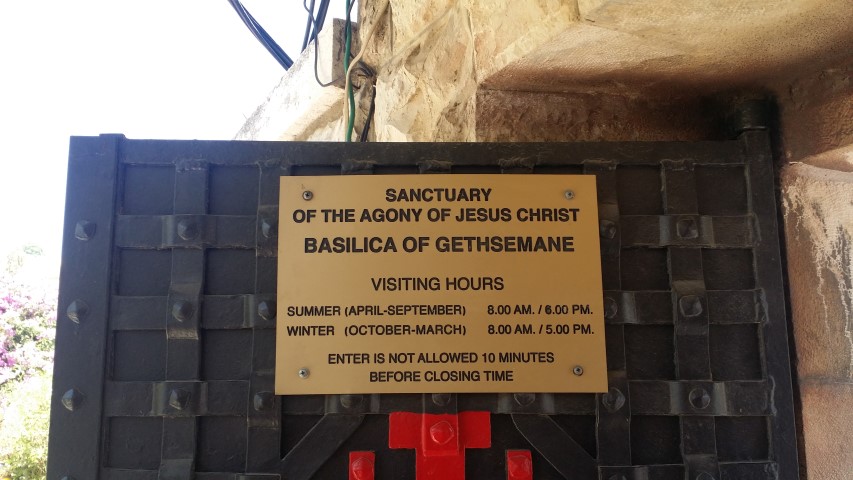 SANCTUARY
OF THE AGONY OF JESUS CHRIST
BASILICA OF GETHSEMANE
VISITING HOURS
SUMMER (APRIL-SEPTEMBER) 8.00 AM. / 6.00 PM.
WINTER (OCTOBER-MARCH) 8.00 AM. / 5.00 PM.
ENTER IS NOT ALLOWED 10 MINUTES
BEFORE CLOSING TIME